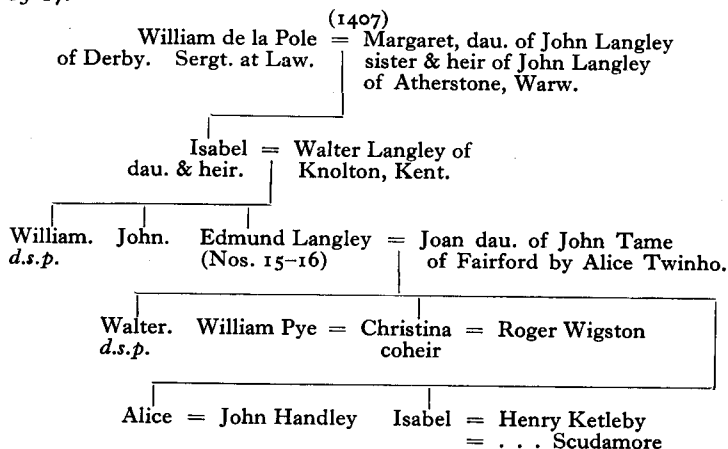 (1407)
William de la Pole = Margaret, dau. of John Langley
of Derby. Sergt. at Law. sister & heir of John Langley
of Atherstone, Warw.
Isabel = Walter Langley of
dau. & heir. Knolton, Kent.
William. John. Edmund Langley = Joan dau. of John Tame
d.s.p. (Nos. 15-16) of Fairford by Alice Twinho.
Walter. William Pye = Christina = Roger Wigston
d.s.p. coheir
Alice = John Handley Isabel = Henry Ketleby
= . . . Scudamore